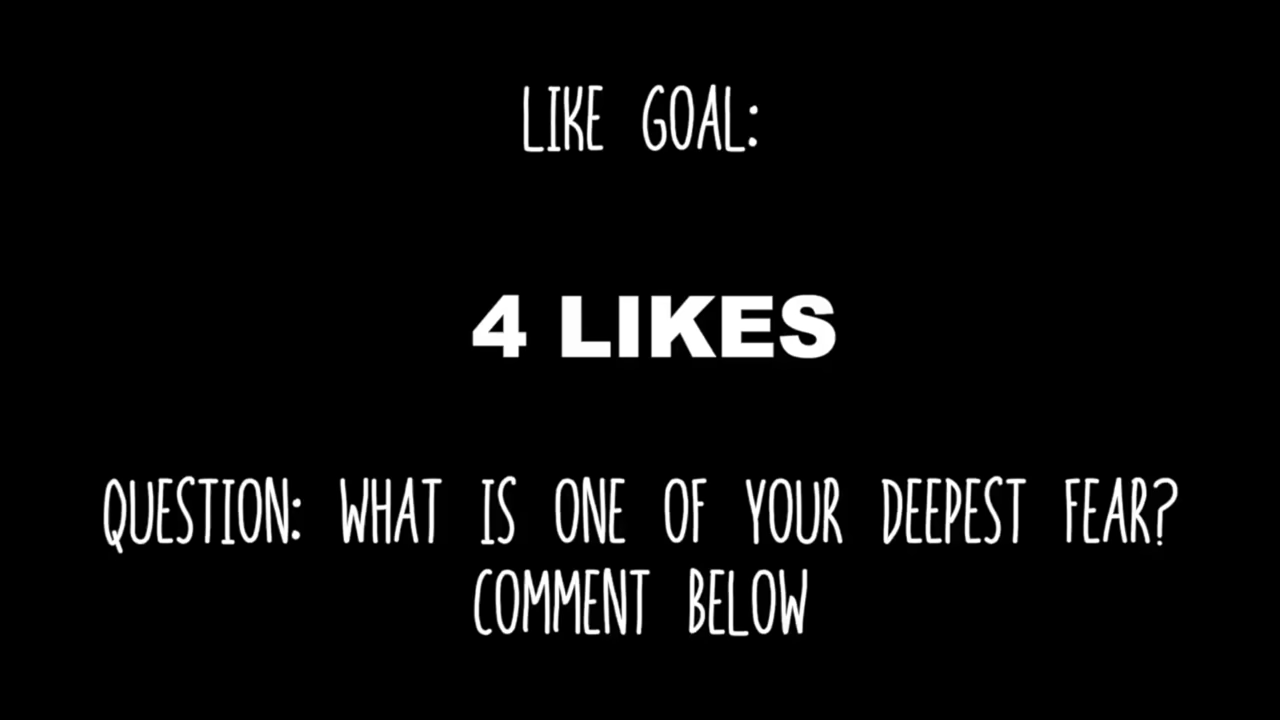 LIKE GOAL:
4 LIKES
QUESTION: WHAT IS ONE OF YOUR DEEPEST FEAR?
COMMENT BELOW